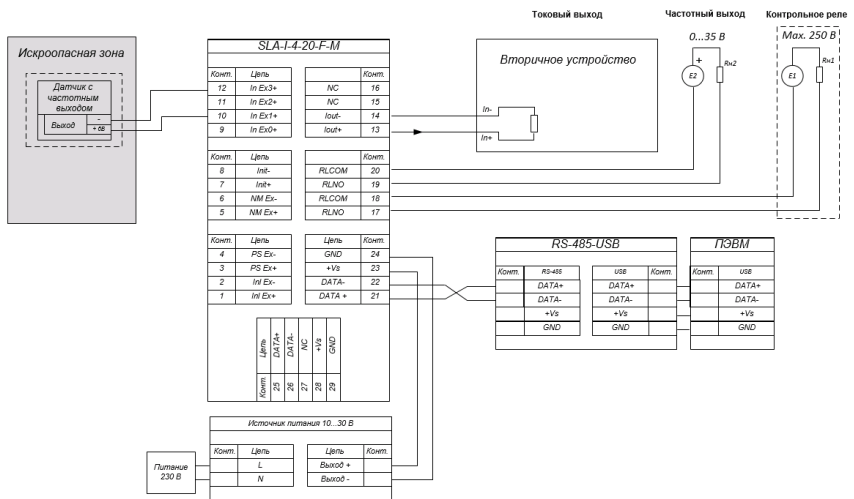 Токовый выход
Частотный выход
Контрольное реле
Искроопасная зона
Датчик с
частотным
выходом
Выход
-
+ 6В
SLA-I-4-20-F-M
Конт. Цепь Цепь Конт.
12 In Ex3+ NC 16
11 In Ex2+ NC 15
10 In Ex1+ Iout- 14
9 In Ex0+ Iout+ 13
Конт. Цепь Цепь Конт.
8 Init- RLCOM 20
7 Init+ RLNO 19
6 NM Ex- RLCOM 18
5 NM Ex+ RLNO 17
Конт. Цепь Цепь Конт.
4 PS Ex- GND 24
3 PS Ex+ +Vs 23
2 InI Ex- DATA- 22
1 InI Ex+ DATA + 21
Конт. Цепь
25 DATA+
26 DATA-
27 NC
28 +Vs
29 GND
Вторичное устройство
In-
In+
0...35 В
+
E2
Rн2
Max. 250 В
E1
Rн1
RS-485-USB
Конт. RS-485 USB Конт.
DATA+ DATA+
DATA- DATA-
+Vs +Vs
GND GND
ПЭВМ
Конт. USB
DATA+
DATA-
+Vs
GND
Источник питания 10...30 В
Конт. Цепь Цепь Конт.
L Выход +
N Выход -
Питание
230 В